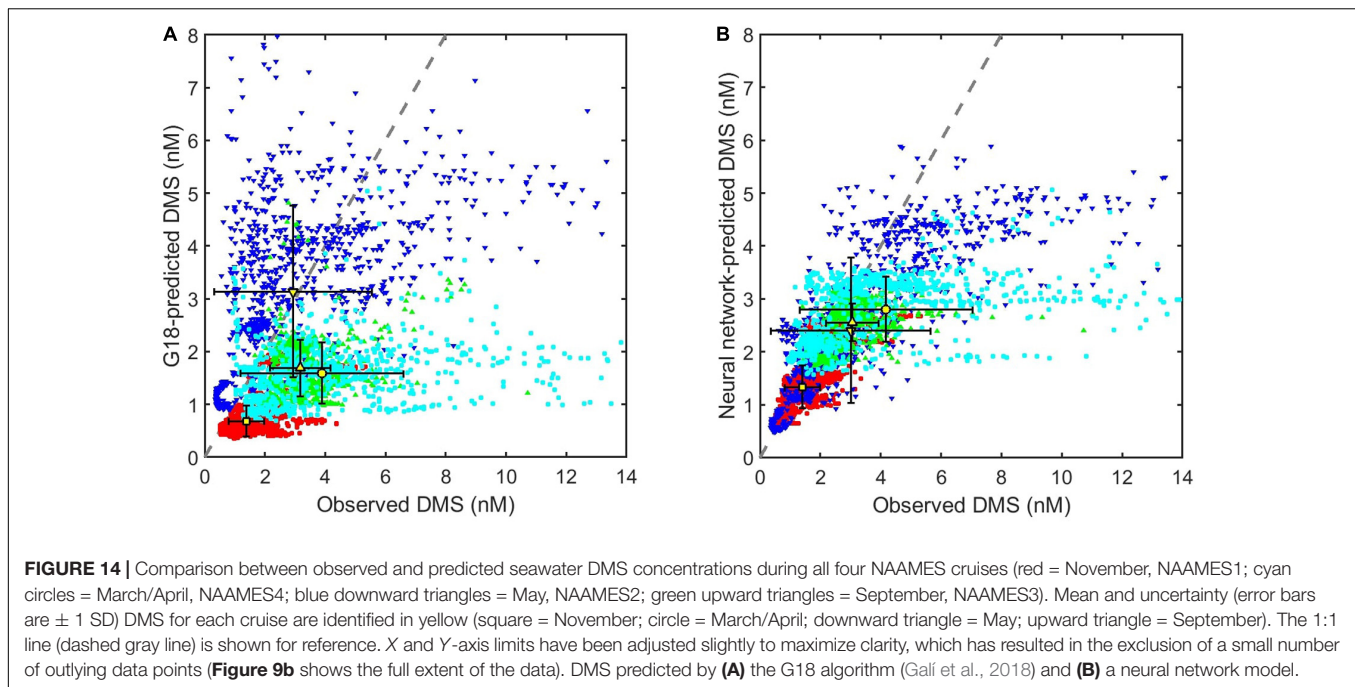 A
B
8
7
6
5
4
3
2
1
0
G18-predicted DMS (nM)
0 2 4 6 8 10 12 14
Observed DMS (nM)
8
7
6
5
4
3
2
1
0
Neural network-predicted DMS (nM)
0 2 4 6 8 10 12 14
Observed DMS (nM)
FIGURE 14 | Comparison between observed and predicted seawater DMS concentrations during all four NAAMES cruises (red = November, NAAMES1; cyan
circles = March/April, NAAMES4; blue downward triangles = May, NAAMES2; green upward triangles = September, NAAMES3). Mean and uncertainty (error bars
are ± 1 SD) DMS for each cruise are identified in yellow (square = November; circle = March/April; downward triangle = May; upward triangle = September). The 1:1
line (dashed gray line) is shown for reference. X and Y-axis limits have been adjusted slightly to maximize clarity, which has resulted in the exclusion of a small number
of outlying data points (Figure 9b shows the full extent of the data). DMS predicted by (A) the G18 algorithm (Galí et al., 2018) and (B) a neural network model.